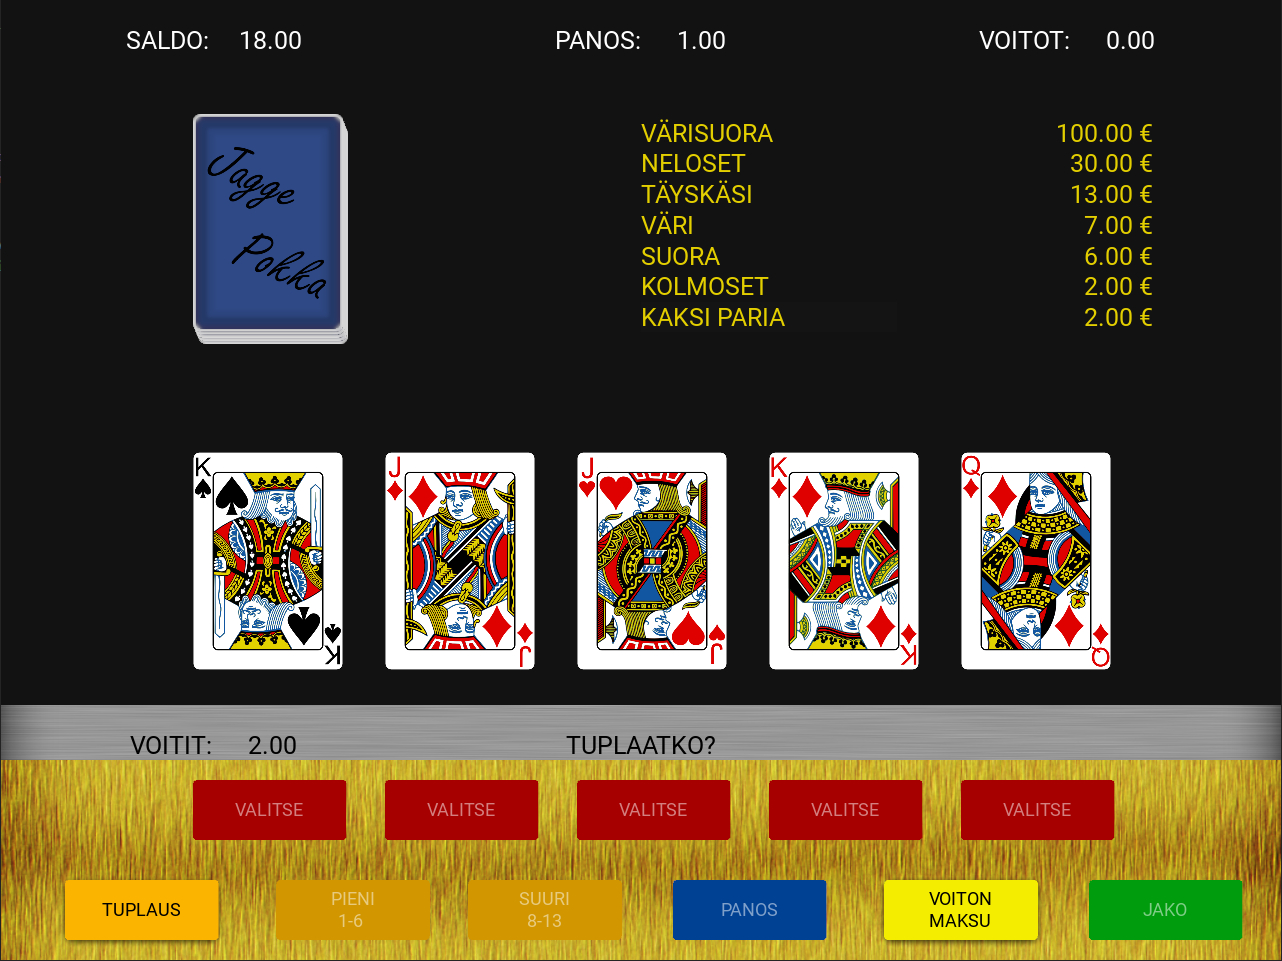 SALDO: 18.00 PANOS: 1.00 VOITOT: 0.00
Jagge
Pokka
VÄRISUORA 100.00 €
NELOSET 30.00 €
TÄYSKÄSI 13.00 €
VÄRI 7.00 €
SUORA 6.00 €
KOLMOSET 2.00 €
KAKSI PARIA 2.00 €
K J J K Q
K J J K Q
VOITIT: 2.00 TUPLAATKO?
VALITSE VALITSE VALITSE VALITSE VALITSE
TUPLAUS
PIENI
1-6
SUURI
8-13
PANOS
VOITON
MAKSU
JAKO